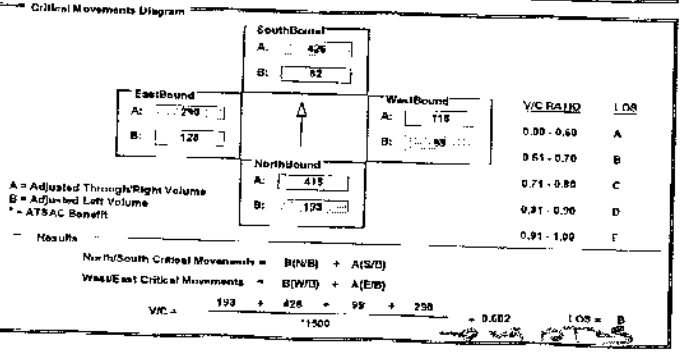 Critical Movements Diagram
SouthBound
A: 426
B: 62
EastBound
A: 290
B: 128
WestBound
A: 118
B: 99
NorthBound
A: 415
B: 193
V/C RATIO LOS
0.00 - 0.60 A
0.61 - 0.70 B
0.71 - 0.80 C
0.81 - 0.90 D
0.91 - 1.00 E
A = Adjusted Through/Right Volume
B = Adjusted Left Volume
* = ATSAC Benefit
Results
North/South Critical Movements = B(N/B) + A(S/B)
West/East Critical Movements = B(W/B) + A(E/B)
V/C = 193 + 426 + 99 + 290
*1500
= 0.602 LOS = B